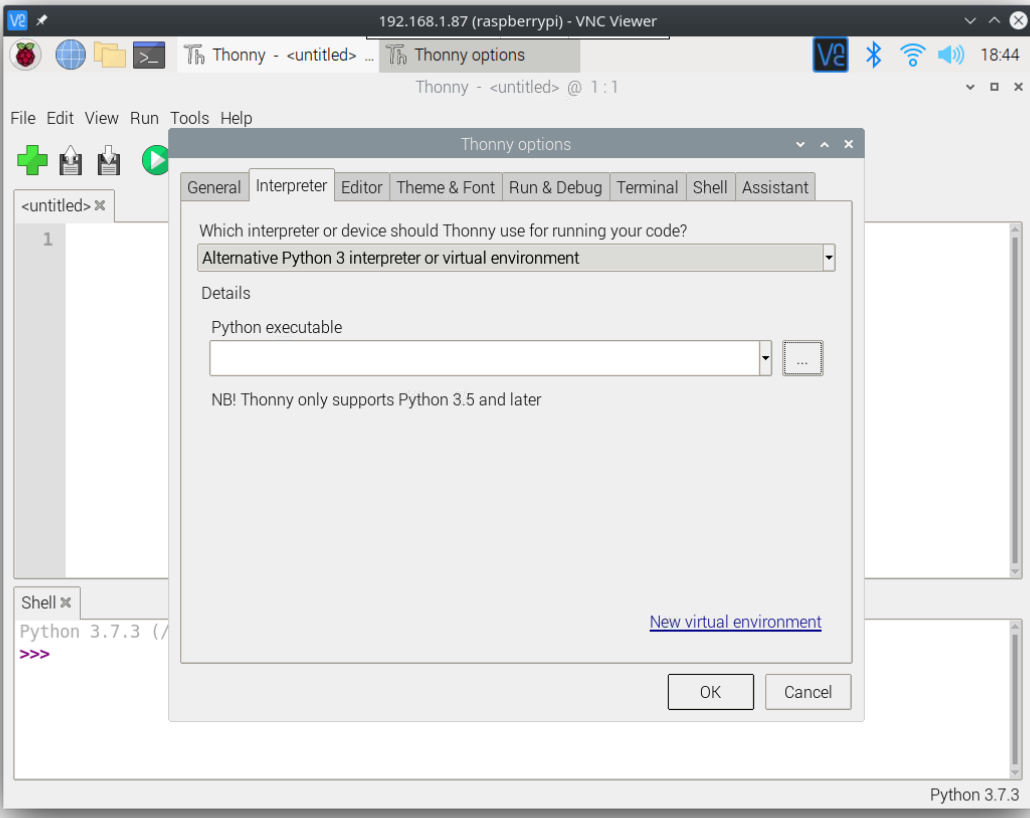 192.168.1.87 (raspberrypi) - VNC Viewer
Thonny - <untitled> ...
Thonny options
18:44
Thonny - <untitled> @ 1:1
File Edit View Run Tools Help
Thonny options
General Interpreter Editor Theme & Font Run & Debug Terminal Shell Assistant
<untitled>
Which interpreter or device should Thonny use for running your code?
1
Alternative Python 3 interpreter or virtual environment
Details
Python executable
...
NB! Thonny only supports Python 3.5 and later
New virtual environment
Shell
Python 3.7.3 (/
>>>
OK
Cancel
Python 3.7.3